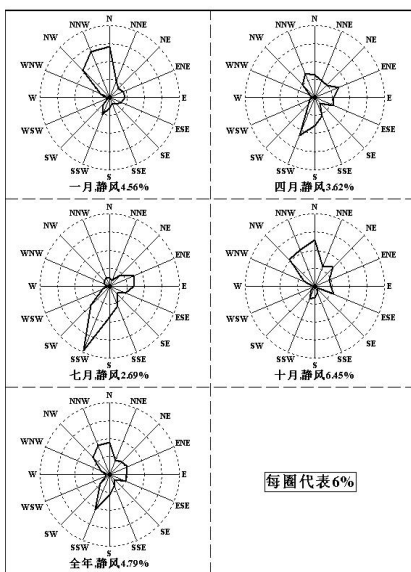 N
NNW NNE
NW NE
WNW ENE
W E
WSW ESE
SW SE
SSW SSE
S
一月,静风4.56%
N
NNW NNE
NW NE
WNW ENE
W E
WSW ESE
SW SE
SSW SSE
S
四月,静风3.62%
N
NNW NNE
NW NE
WNW ENE
W E
WSW ESE
SW SE
SSW SSE
S
七月,静风2.69%
N
NNW NNE
NW NE
WNW ENE
W E
WSW ESE
SW SE
SSW SSE
S
十月,静风6.45%
N
NNW NNE
NW NE
WNW ENE
W E
WSW ESE
SW SE
SSW SSE
S
全年,静风4.79%
每圈代表6%